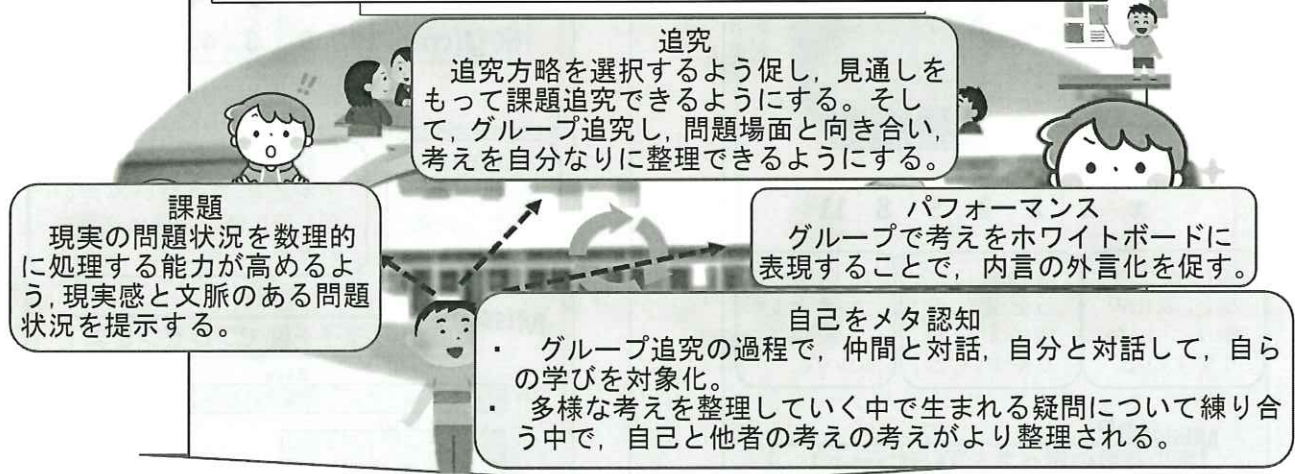 追究
追究方略を選択するよう促し，見通しを
もって課題追究できるようにする。そし
て，グループ追究し，問題場面と向き合い，
考えを自分なりに整理できるようにする。
課題
現実の問題状況を数理的
に処理する能力が高めるよ
う，現実感と文脈のある問題
状況を提示する。
パフォーマンス
グループで考えをホワイトボードに
表現することで，内言の外言化を促す。
自己をメタ認知
・ グループ追究の過程で，仲間と対話，自分と対話して，自ら
の学びを対象化。
・ 多様な考えを整理していく中で生まれる疑問について練り合
う中で，自己と他者の考えの考えがより整理される。